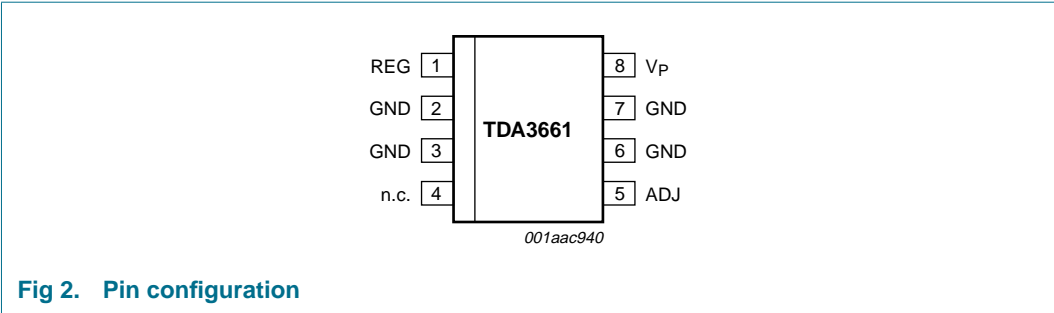 REG 1 8 VP
GND 2 7 GND
TDA3661
GND 3 6 GND
n.c. 4 5 ADJ
001aac940
Fig 2. Pin configuration